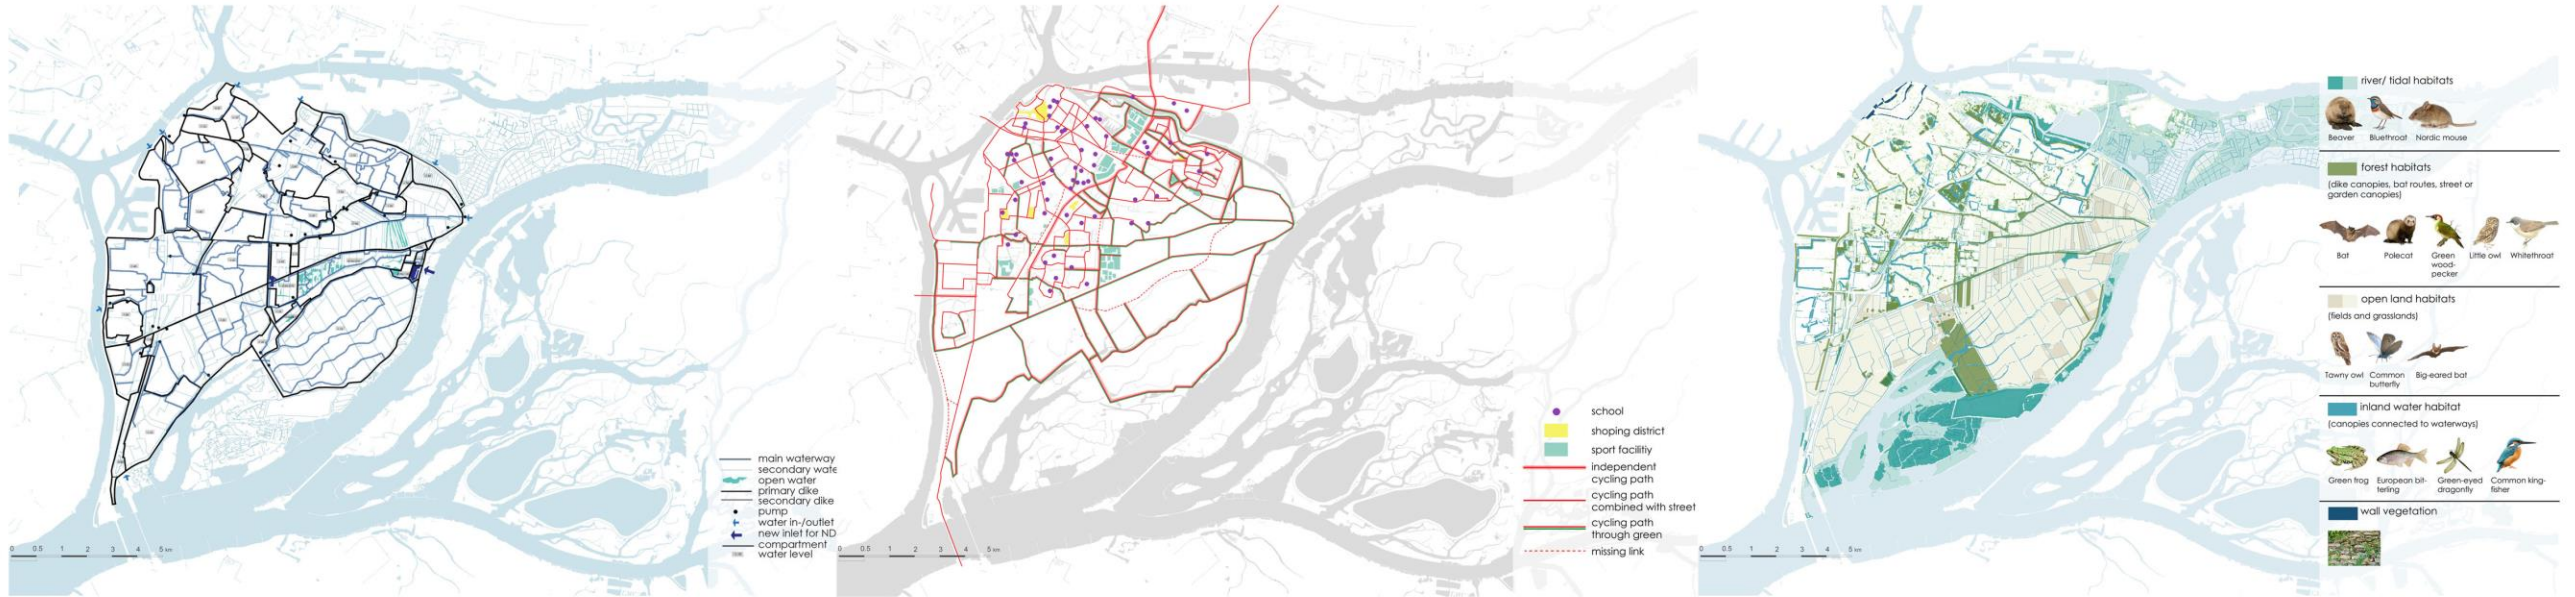 main waterway
secondary wate
open water
primary dike
secondary dike
pump
water in-/outlet
new inlet for ND
compartment
water level
0 0.5 1 2 3 4 5 km
school
shoping district
sport facilitiy
independent
cycling path
cycling path
combined with street
cycling path
through green
missing link
0 0.5 1 2 3 4 5 km
river/ tidal habitats
Beaver Bluethroat Nordic mouse
forest habitats
(dike canopies, bat routes, street or
garden canopies)
Bat Polecat Green Little owl Whitethroat
wood-
pecker
open land habitats
(fields and grasslands)
Tawny owl Common Big-eared bat
butterfly
inland water habitat
(canopies connected to waterways)
Green frog European bit- Green-eyed Common king-
terling dragonfly fisher
wall vegetation
0 0.5 1 2 3 4 5 km